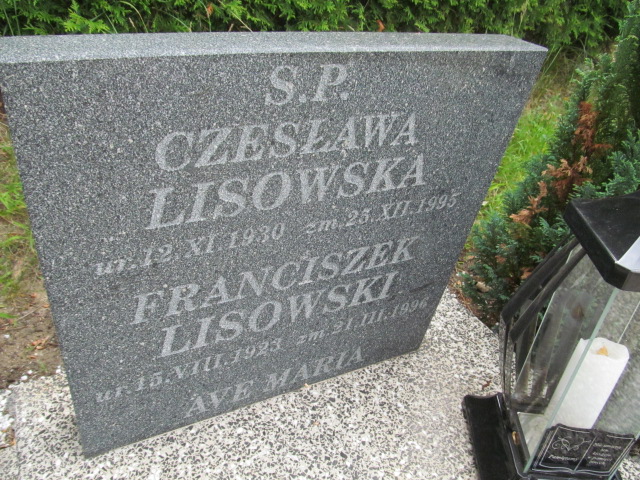 S.P.
CZESŁAWA
LISOWSKA
ur. 12. XI 1930 zm. 25. XII. 1995
FRANCISZEK
LISOWSKI
ur. 15. VIII. 1923 zm. 21. III. 1996
AVE MARIA